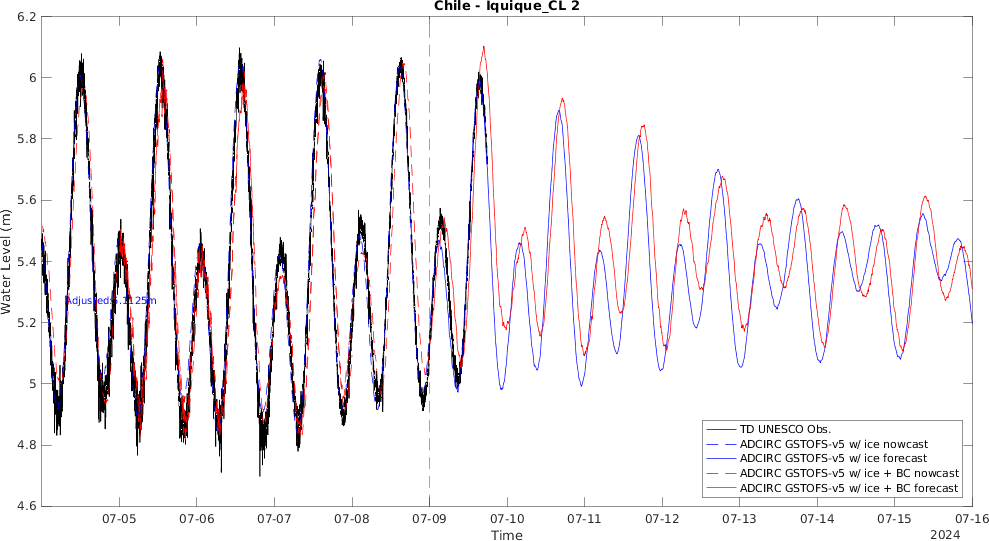 Chile - Iquique_CL 2
6.2
6
5.8
5.6
5.4
5.2
5
4.8
4.6
Water Level (m)
07-05 07-06 07-07 07-08 07-09 07-10 07-11 07-12 07-13 07-14 07-15 07-16
Time
2024
TD UNESCO Obs.
ADCIRC GSTOFS-v5 w/ ice nowcast
ADCIRC GSTOFS-v5 w/ ice forecast
ADCIRC GSTOFS-v5 w/ ice + BC nowcast
ADCIRC GSTOFS-v5 w/ ice + BC forecast